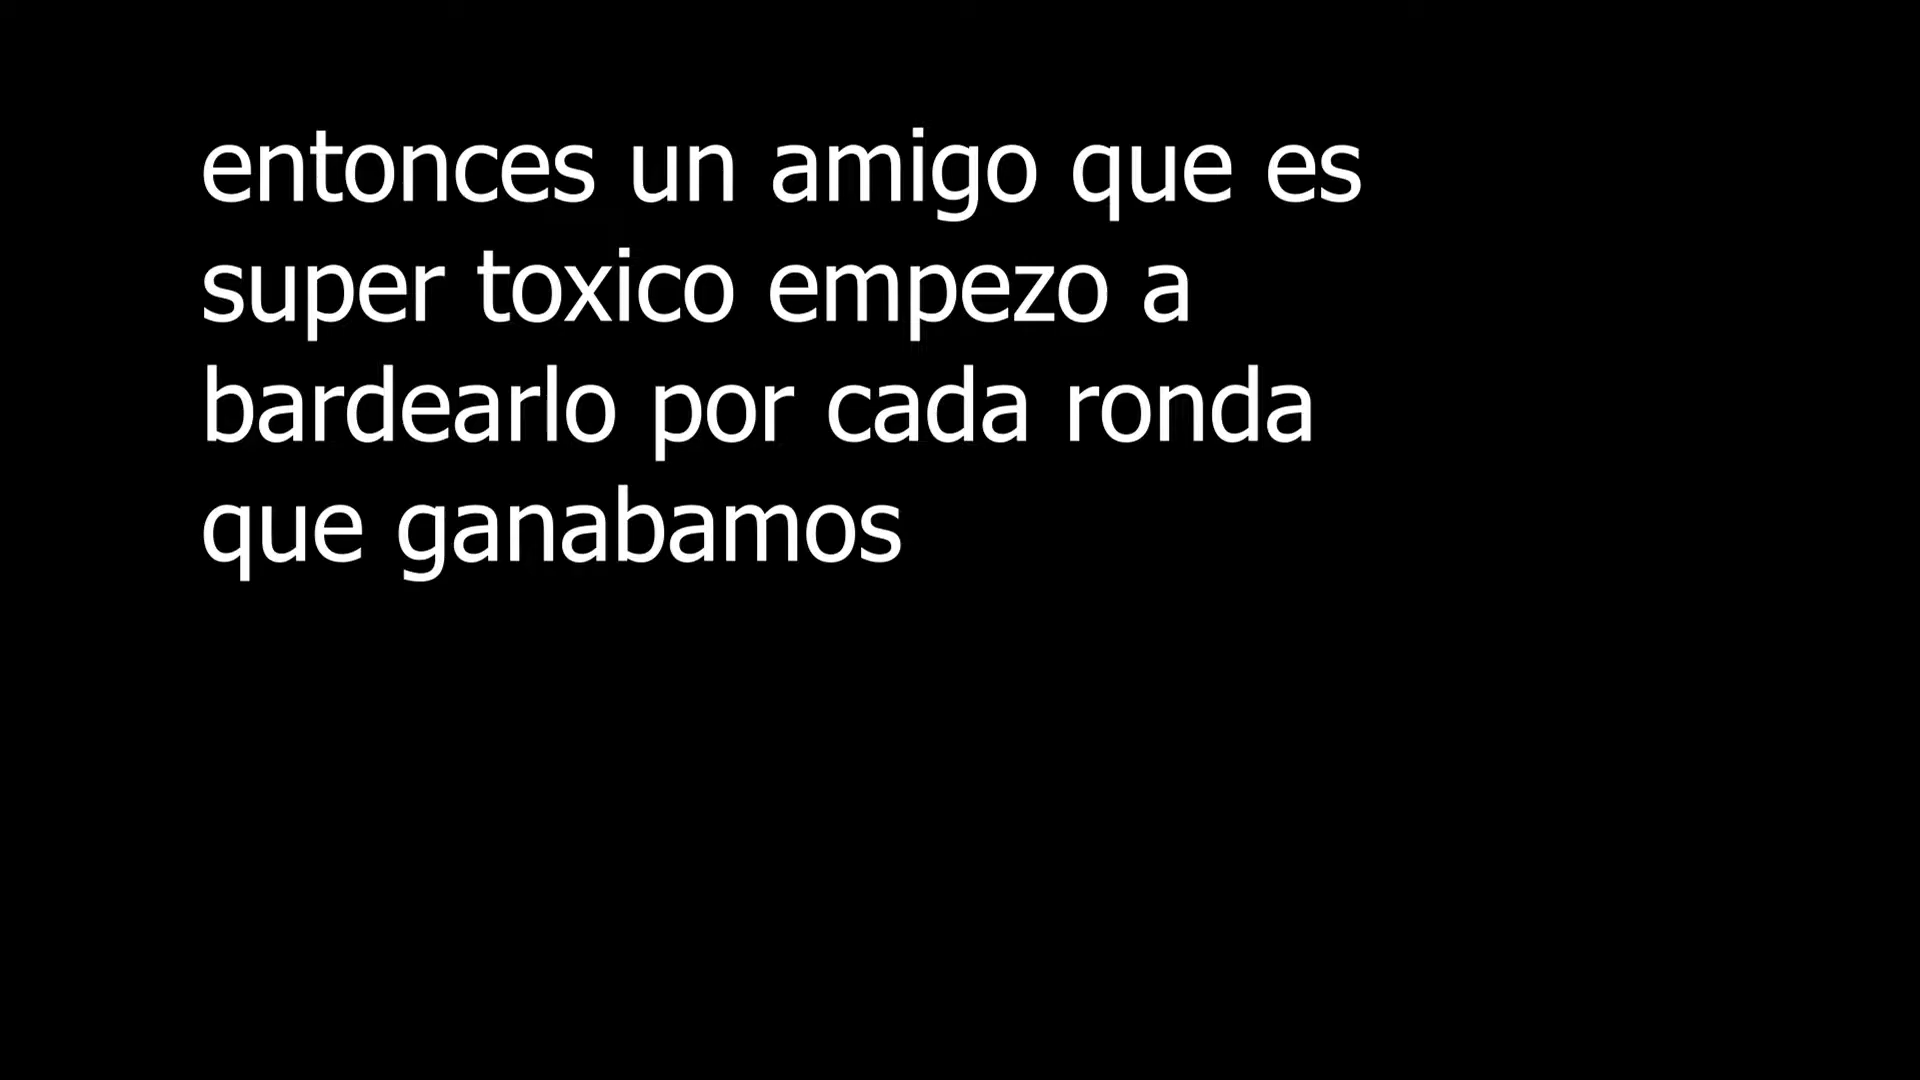 entonces un amigo que es
super toxico empezo a
bardearlo por cada ronda
que ganabamos